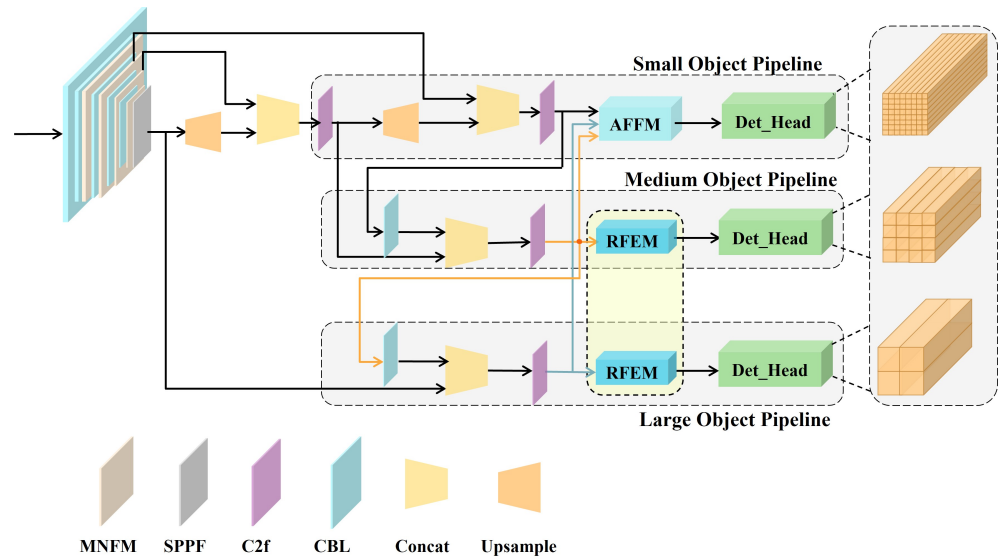 Small Object Pipeline
AFFM
Det_Head
Medium Object Pipeline
RFEM
Det_Head
RFEM
Det_Head
Large Object Pipeline
MNFM
SPPF
C2f
CBL
Concat
Upsample